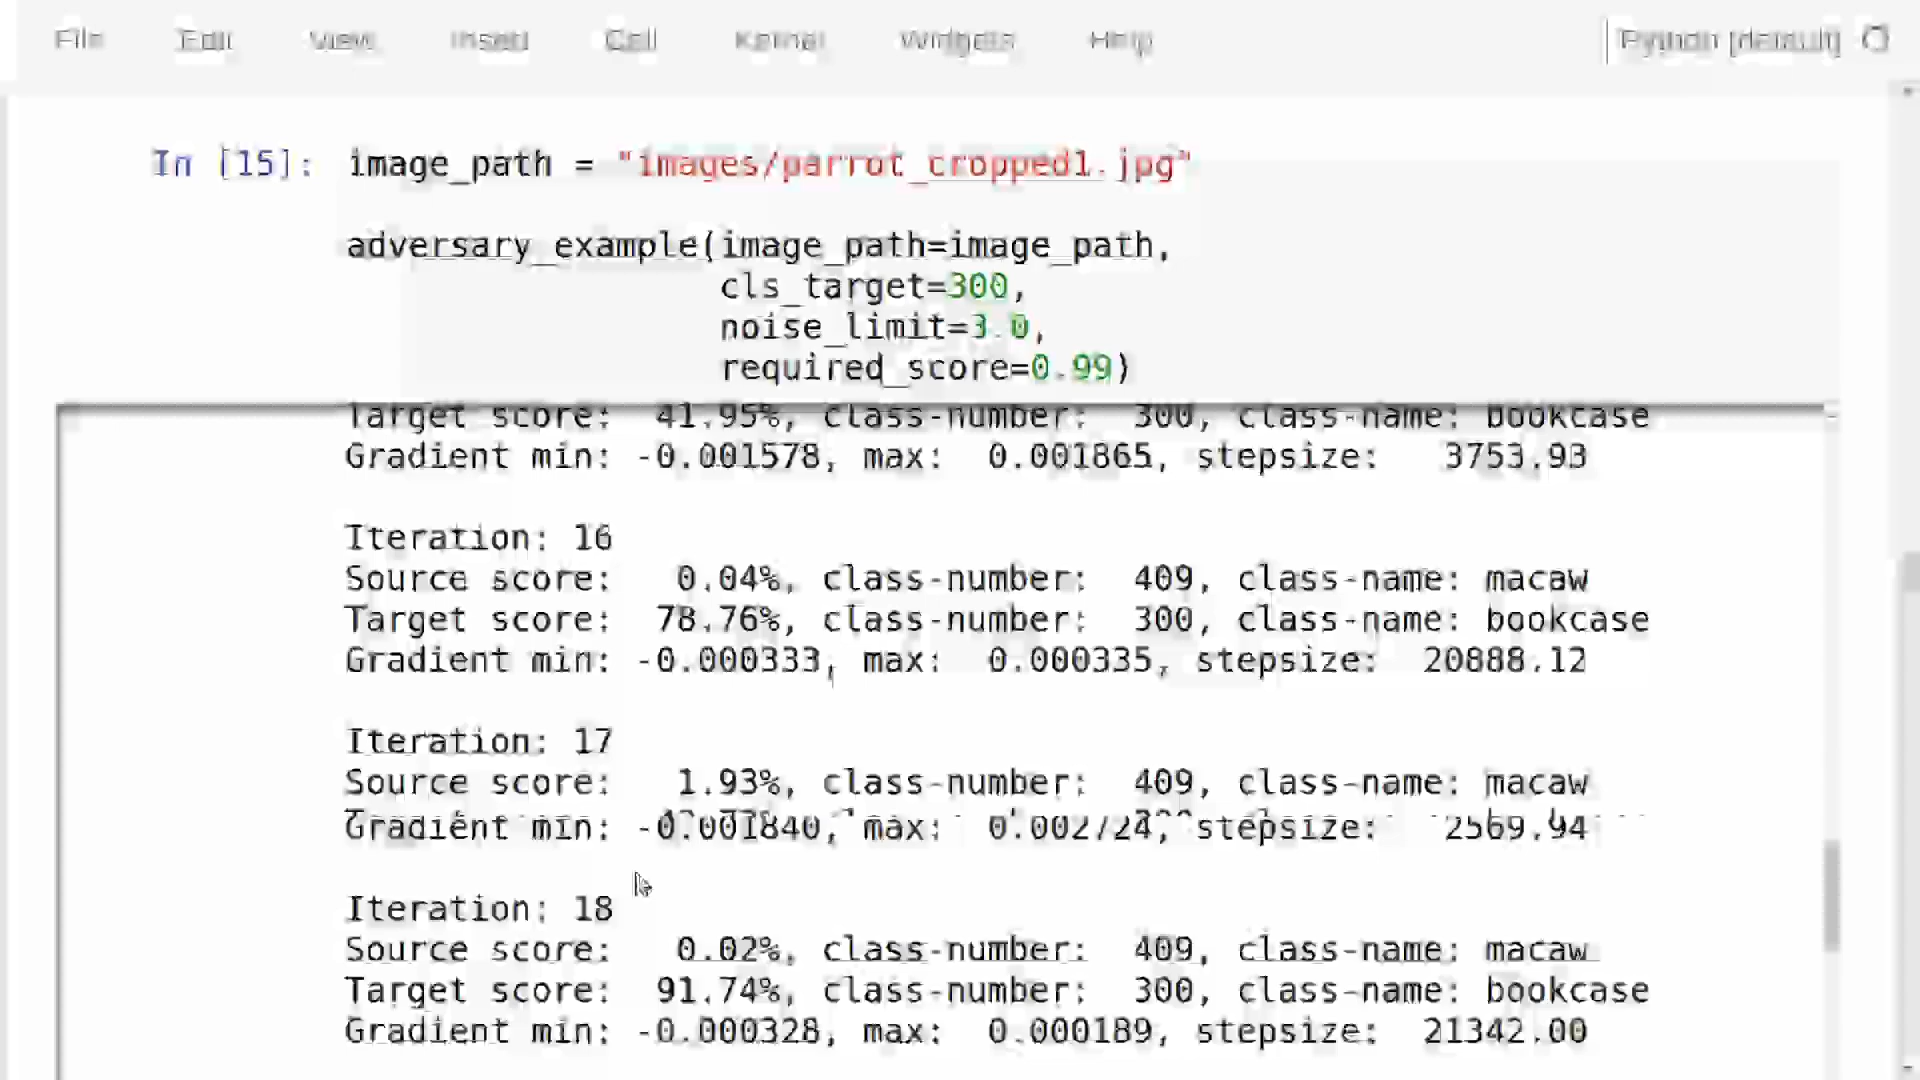 File Edit View Insert Cell Kernel Widgets Help Python [default]
In [15]: image_path = "images/parrot_cropped1.jpg"
adversary_example(image_path=image_path,
cls_target=300,
noise_limit=3.0,
required_score=0.99)
Target score: 41.95%, class-number: 300, class-name: bookcase
Gradient min: -0.001578, max: 0.001865, stepsize: 3753.93
Iteration: 16
Source score: 0.04%, class-number: 409, class-name: macaw
Target score: 78.76%, class-number: 300, class-name: bookcase
Gradient min: -0.000333, max: 0.000335, stepsize: 20888.12
Iteration: 17
Source score: 1.93%, class-number: 409, class-name: macaw
Gradient min: -0.001840, max: 0.002724, stepsize: 2569.94
Iteration: 18
Source score: 0.02%, class-number: 409, class-name: macaw
Target score: 91.74%, class-number: 300, class-name: bookcase
Gradient min: -0.000328, max: 0.000189, stepsize: 21342.00